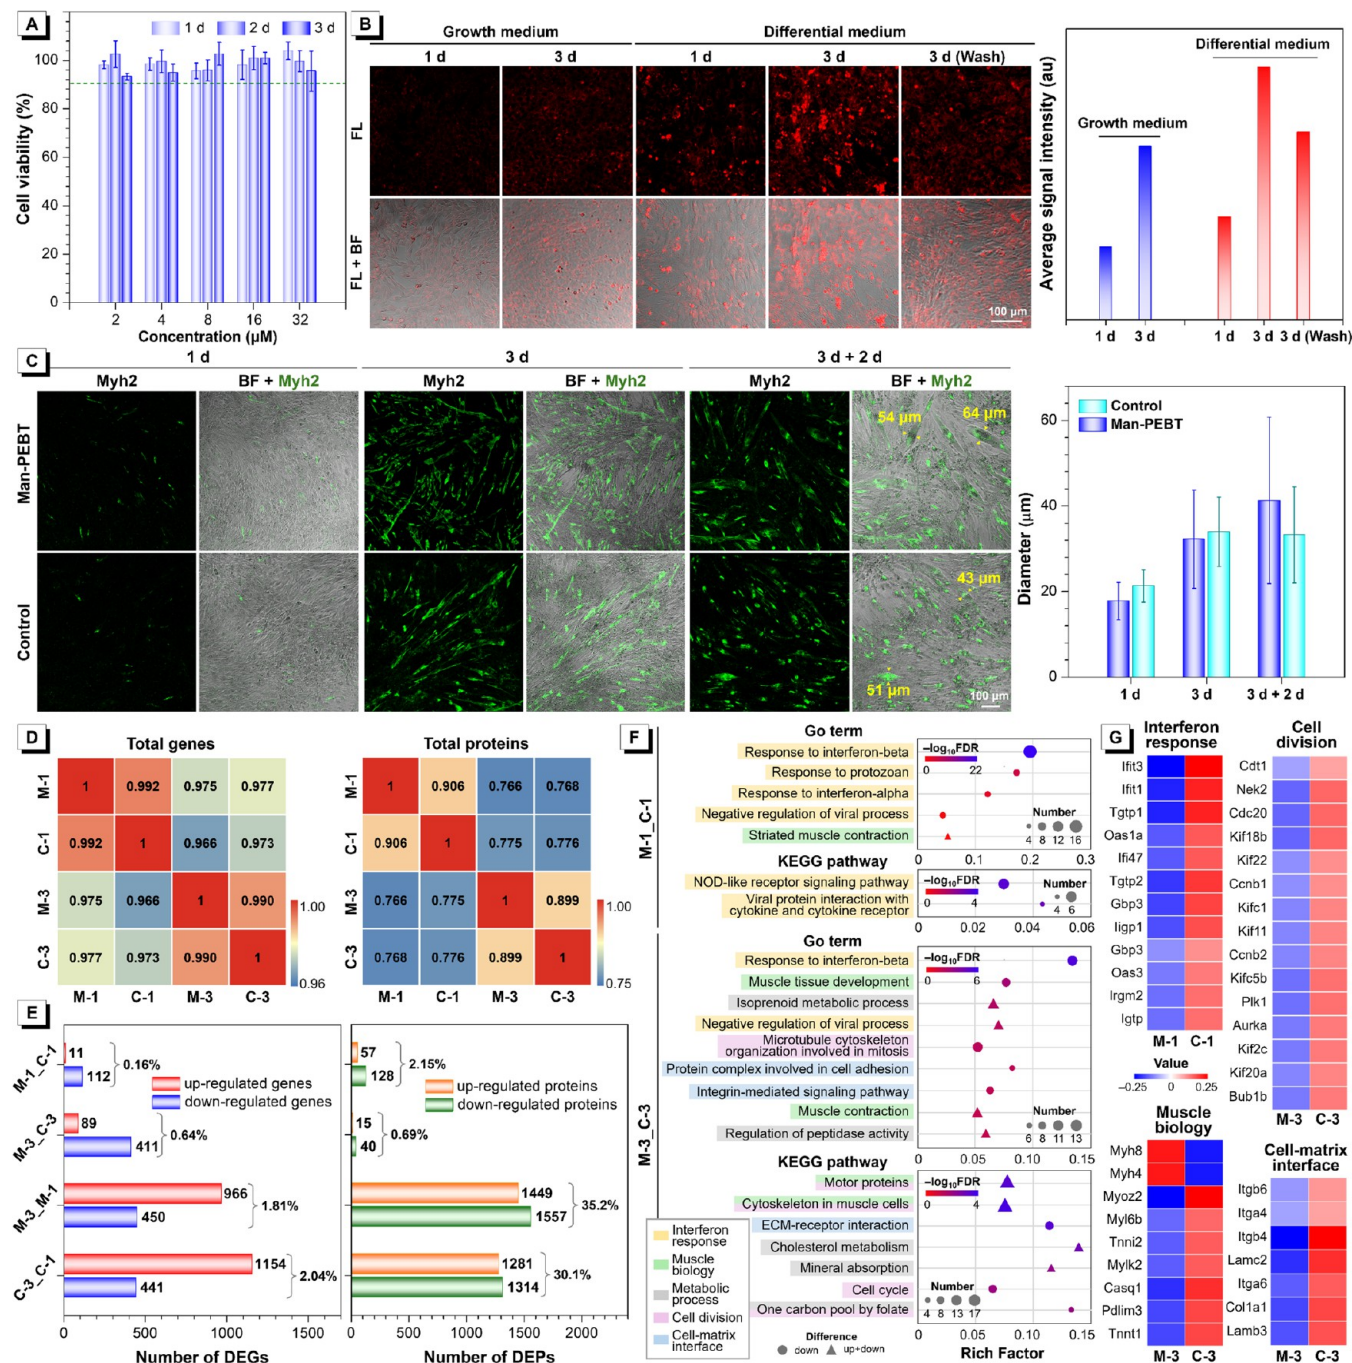 A
1 d 2 d 3 d
Cell viability (%)
100
80
60
40
20
0
2 4 8 16 32
Concentration (μM)
B
Growth medium Differential medium
1 d 3 d 1 d 3 d 3 d (Wash)
FL
FL + BF
100 μm
Average signal intensity (au)
Differential medium
Growth medium
1 d 3 d 1 d 3 d 3 d (Wash)
C
1 d 3 d 3 d + 2 d
Myh2 BF + Myh2 Myh2 BF + Myh2 Myh2 BF + Myh2
Man-PEBT
54 μm 64 μm
Control
43 μm
51 μm
100 μm
Diameter (μm)
60
40
20
0
Control
Man-PEBT
1 d 3 d 3 d + 2 d
D
Total genes
M-1 1 0.992 0.975 0.977
C-1 0.992 1 0.966 0.973
M-3 0.975 0.966 1 0.990
C-3 0.977 0.973 0.990 1
M-1 C-1 M-3 C-3
1.00
0.96
Total proteins
M-1 1 0.906 0.766 0.768
C-1 0.906 1 0.775 0.776
M-3 0.766 0.775 1 0.899
C-3 0.768 0.776 0.899 1
M-1 C-1 M-3 C-3
1.00
0.75
E
M-1_C-1 11 112 0.16%
M-3_C-3 89 411 0.64%
M-3_M-1 966 450 1.81%
C-3_C-1 1154 441 2.04%
up-regulated genes
down-regulated genes
0 500 1000 1500
Number of DEGs
57 128 2.15%
15 40 0.69%
1449 1557 35.2%
1281 1314 30.1%
up-regulated proteins
down-regulated proteins
0 500 1000 1500 2000
Number of DEPs
F
M-1_C-1
Go term
Response to interferon-beta
Response to protozoan
Response to interferon-alpha
Negative regulation of viral process
Striated muscle contraction
−log10FDR
0 22
Number
4 8 12 16
0 0.1 0.2 0.3
KEGG pathway
NOD-like receptor signaling pathway
Viral protein interaction with
cytokine and cytokine receptor
−log10FDR
0 4
Number
4 6
0 0.02 0.04 0.06
M-3_C-3
Go term
Response to interferon-beta
Muscle tissue development
Isoprenoid metabolic process
Negative regulation of viral process
Microtubule cytoskeleton
organization involved in mitosis
Protein complex involved in cell adhesion
Integrin-mediated signaling pathway
Muscle contraction
Regulation of peptidase activity
−log10FDR
0 6
Number
6 8 11 13
0 0.05 0.10 0.15
KEGG pathway
Motor proteins
Cytoskeleton in muscle cells
ECM-receptor interaction
Cholesterol metabolism
Mineral absorption
Cell cycle
One carbon pool by folate
−log10FDR
0 4
Number
4 8 13 17
0 0.05 0.10 0.15
Rich Factor
Difference
down up+down
Interferon
response
Muscle
biology
Metabolic
process
Cell division
Cell-matrix
interface
G
Interferon
response
Ifit3
Ifit1
Tgtp1
Oas1a
Ifi47
Tgtp2
Gbp3
Iigp1
Gbp3
Oas3
Irgm2
Igtp
M-1 C-1
Value
−0.25 0 0.25
Muscle
biology
Myh8
Myh4
Myoz2
Myl6b
Tnni2
Mylk2
Casq1
Pdlim3
Tnnt1
M-3 C-3
Cell
division
Cdt1
Nek2
Cdc20
Kif18b
Kif22
Ccnb1
Kifc1
Kif11
Ccnb2
Kifc5b
Plk1
Aurka
Kif2c
Kif20a
Bub1b
M-3 C-3
Cell-matrix
interface
Itgb6
Itga4
Itgb4
Lamc2
Itga6
Col1a1
Lamb3
M-3 C-3